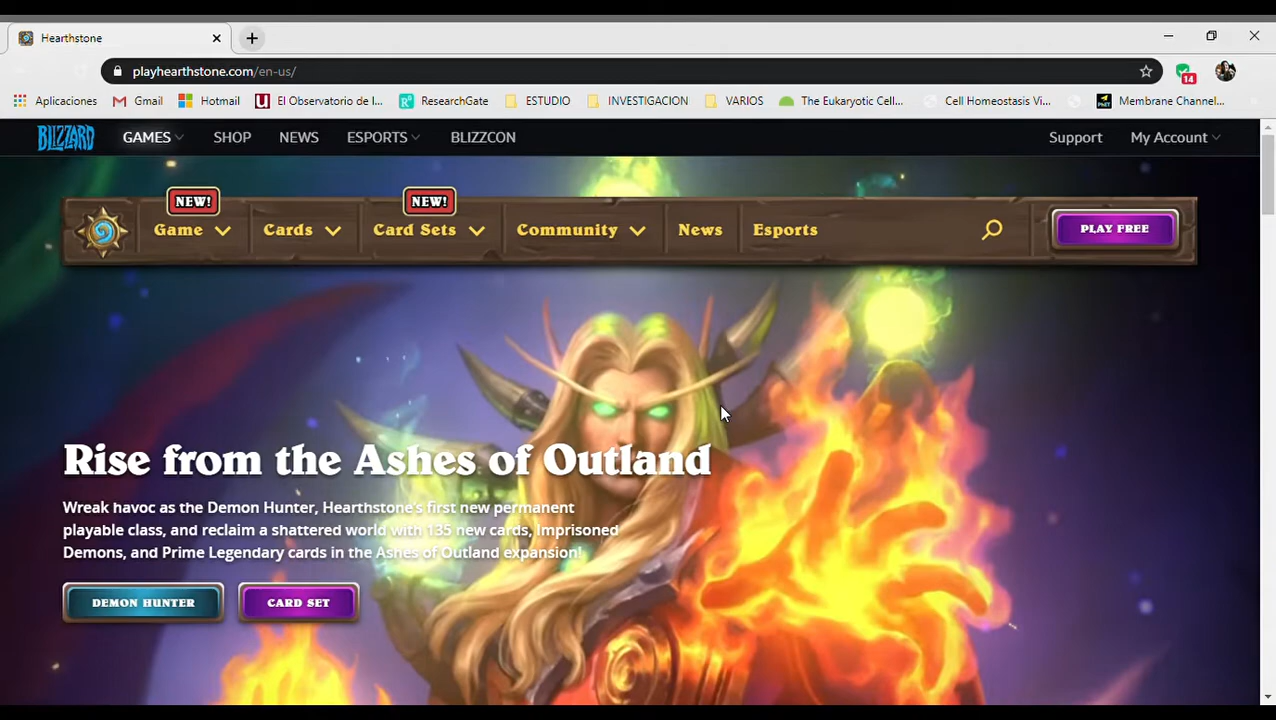 Hearthstone
playhearthstone.com/en-us/
14
Aplicaciones Gmail Hotmail El Observatorio de l... ResearchGate ESTUDIO INVESTIGACION VARIOS The Eukaryotic Cell... Cell Homeostasis Vi... Membrane Channel...
BLIZZARD GAMES SHOP NEWS ESPORTS BLIZZCON Support My Account
NEW! NEW!
Game Cards Card Sets Community News Esports PLAY FREE
Rise from the Ashes of Outland
Wreak havoc as the Demon Hunter, Hearthstone's first new permanent
playable class, and reclaim a shattered world with 135 new cards, Imprisoned
Demons, and Prime Legendary cards in the Ashes of Outland expansion!
DEMON HUNTER CARD SET